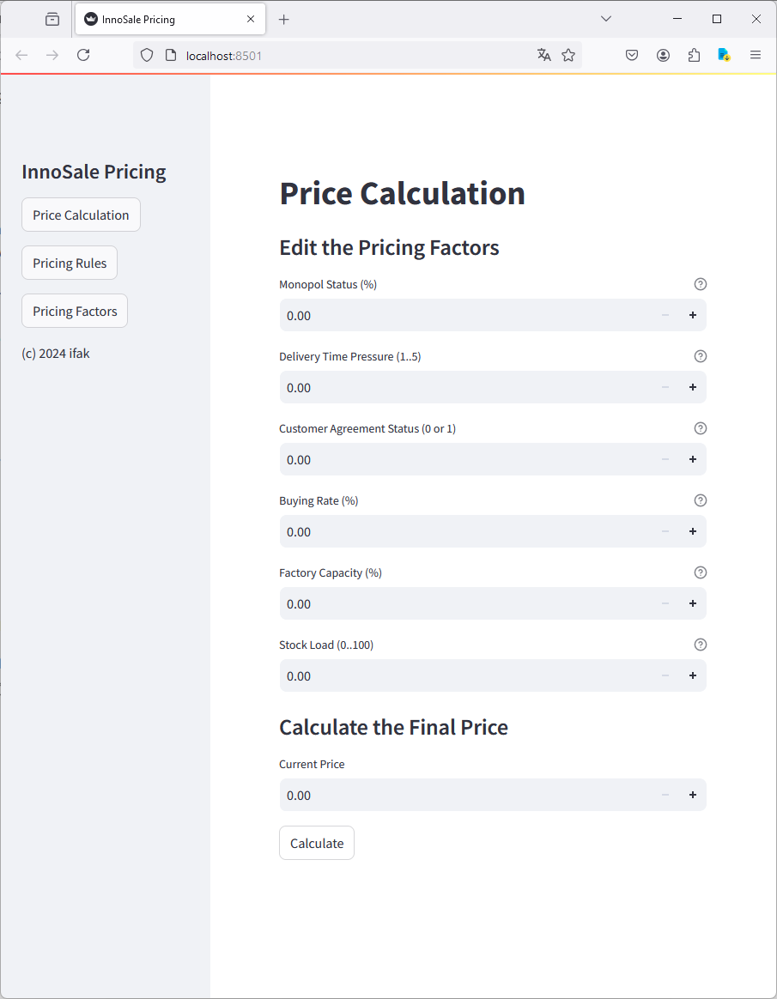 InnoSale Pricing
localhost:8501
InnoSale Pricing
Price Calculation
Pricing Rules
Pricing Factors
(c) 2024 ifak
Price Calculation
Edit the Pricing Factors
Monopol Status (%)
0.00
Delivery Time Pressure (1..5)
0.00
Customer Agreement Status (0 or 1)
0.00
Buying Rate (%)
0.00
Factory Capacity (%)
0.00
Stock Load (0..100)
0.00
Calculate the Final Price
Current Price
0.00
Calculate